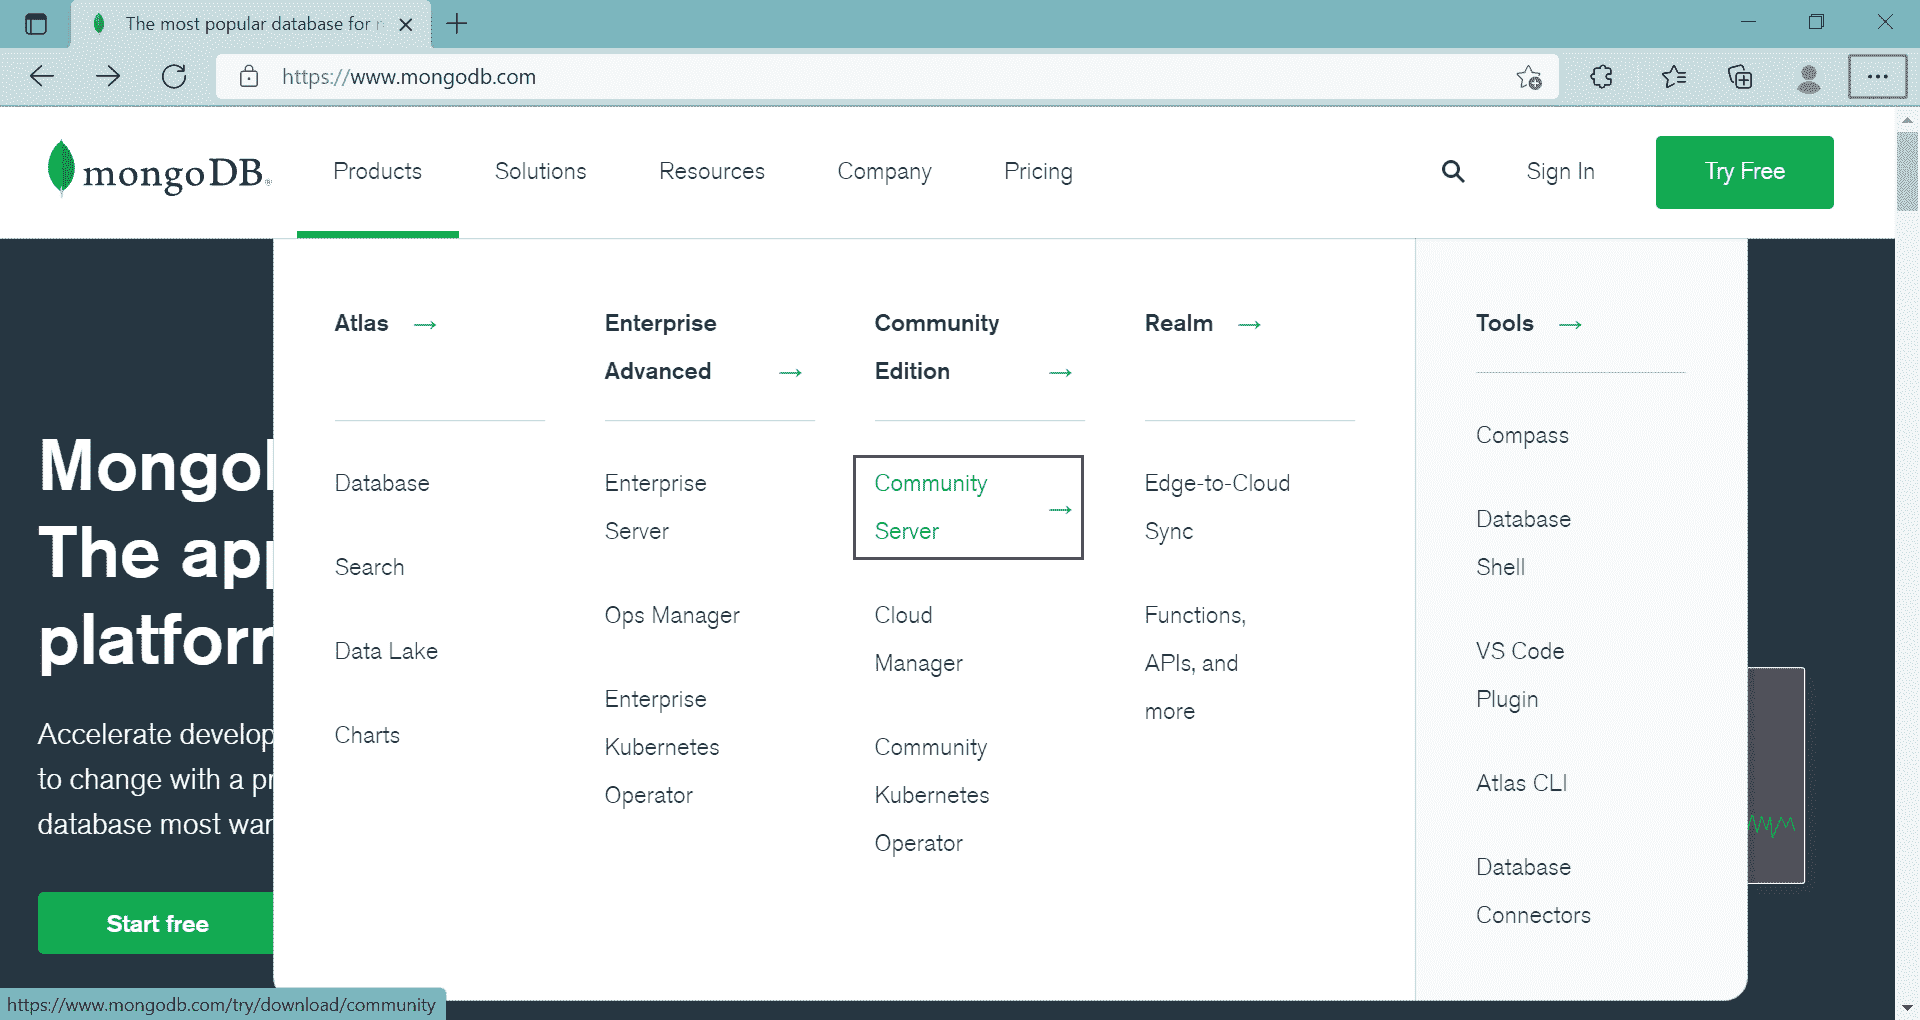 The most popular database for
https://www.mongodb.com
mongoDB®
Products
Solutions
Resources
Company
Pricing
Sign In
Try Free
Atlas →
Database
Search
Data Lake
Charts
Enterprise
Advanced →
Enterprise
Server
Ops Manager
Enterprise
Kubernetes
Operator
Community
Edition →
Community
Server →
Cloud
Manager
Community
Kubernetes
Operator
Realm →
Edge-to-Cloud
Sync
Functions,
APIs, and
more
Tools →
Compass
Database
Shell
VS Code
Plugin
Atlas CLI
Database
Connectors
Mongo
The app
platfor
Accelerate develop
to change with a pr
database most war
Start free
https://www.mongodb.com/try/download/community